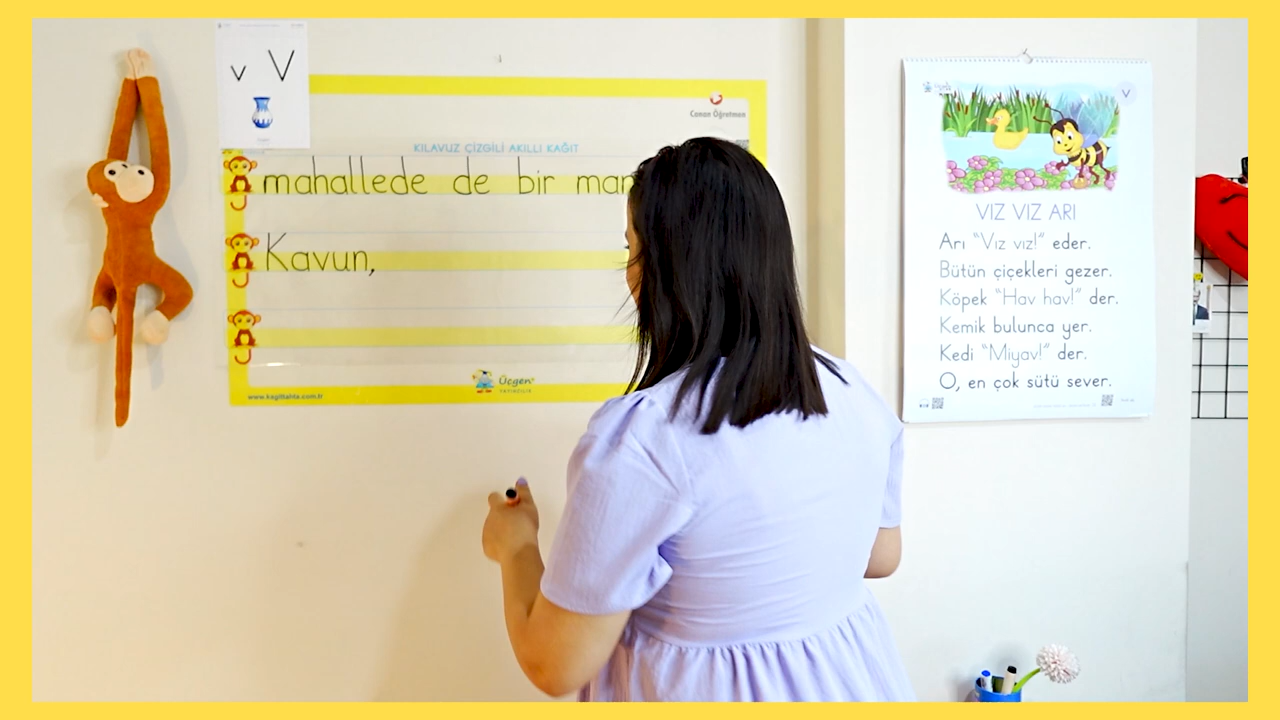 v V
Canan Öğretmen
KILAVUZ ÇİZGİLİ AKILLI KAĞIT
mahallede de bir
Kavun,
www.kagittahta.com.tr
Üçgen
YAYINCILIK
v
VIZ VIZ ARI
Arı “Vız vız!” eder.
Bütün çiçekleri gezer.
Köpek “Hav hav!” der.
Kemik bulunca yer.
Kedi “Miyav!” der.
O, en çok sütü sever.